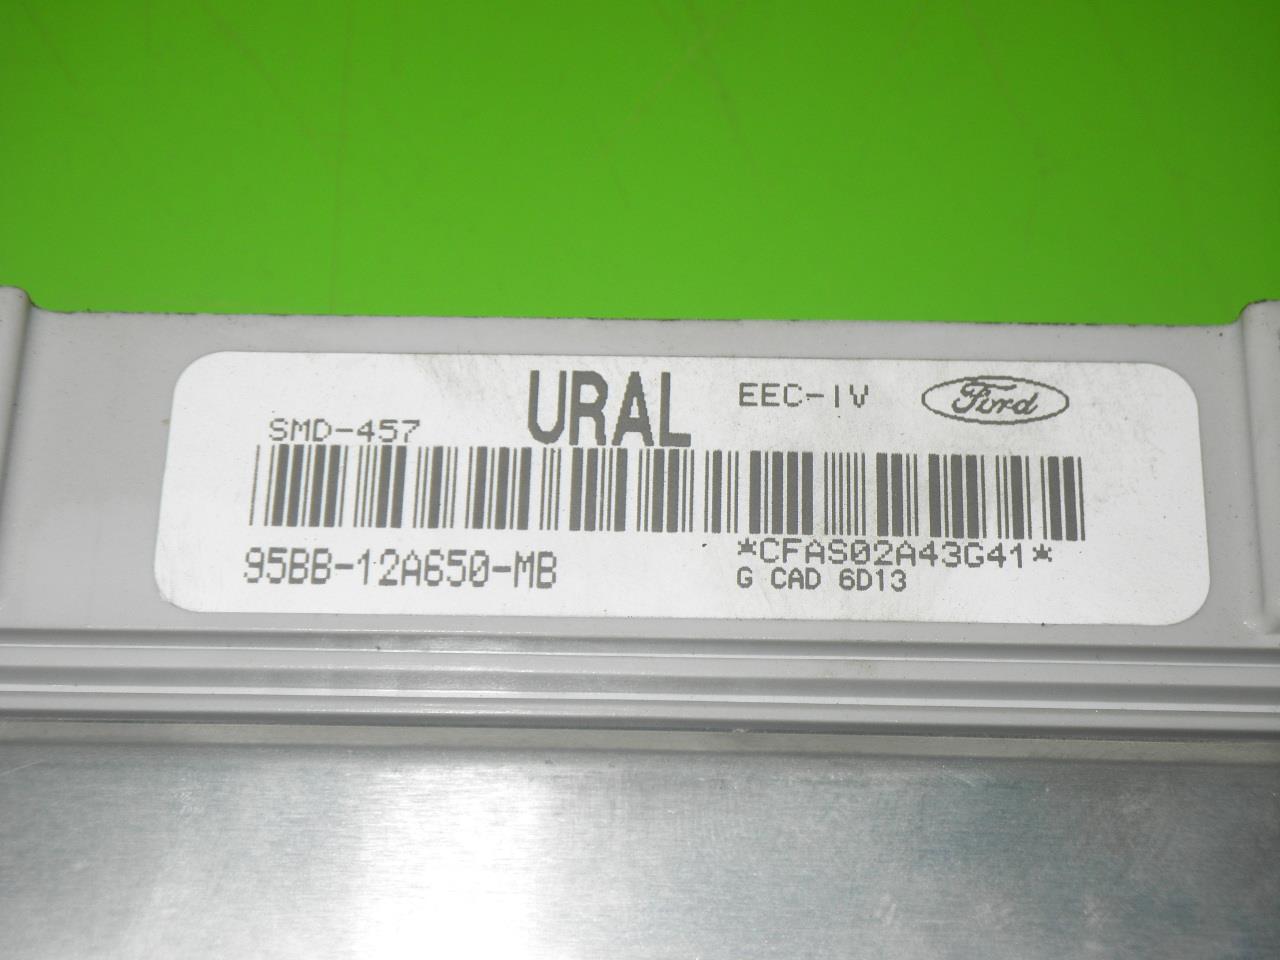 URAL EEC-IV Ford
SMD-457
95BB-12A650-MB *CFAS02A43G41*
G CAD 6D13